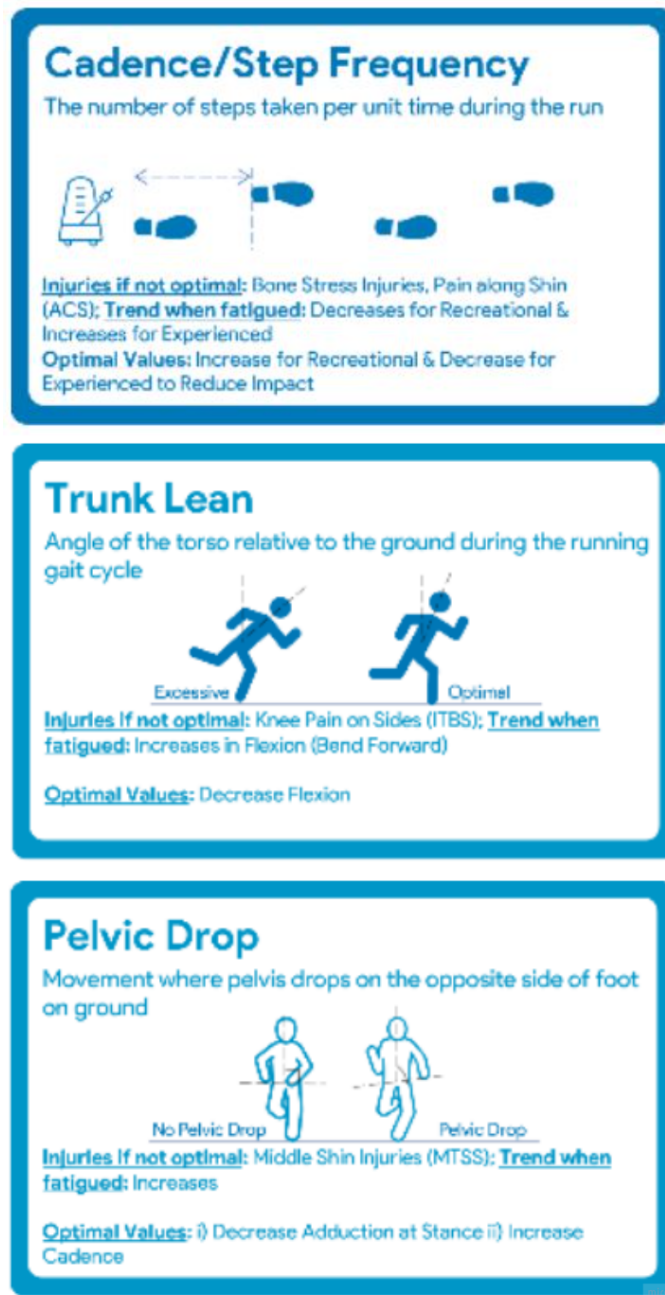 Cadence/Step Frequency
The number of steps taken per unit time during the run
Injuries if not optimal: Bone Stress Injuries, Pain along Shin
(ACS); Trend when fatigued: Decreases for Recreational &
Increases for Experienced
Optimal Values: Increase for Recreational & Decrease for
Experienced to Reduce Impact
Trunk Lean
Angle of the torso relative to the ground during the running
gait cycle
Excessive
Optimal
Injuries if not optimal: Knee Pain on Sides (ITBS); Trend when
fatigued: Increases in Flexion (Bend Forward)
Optimal Values: Decrease Flexion
Pelvic Drop
Movement where pelvis drops on the opposite side of foot
on ground
No Pelvic Drop
Pelvic Drop
Injuries if not optimal: Middle Shin Injuries (MTSS); Trend when
fatigued: Increases
Optimal Values: i) Decrease Adduction at Stance ii) Increase
Cadence